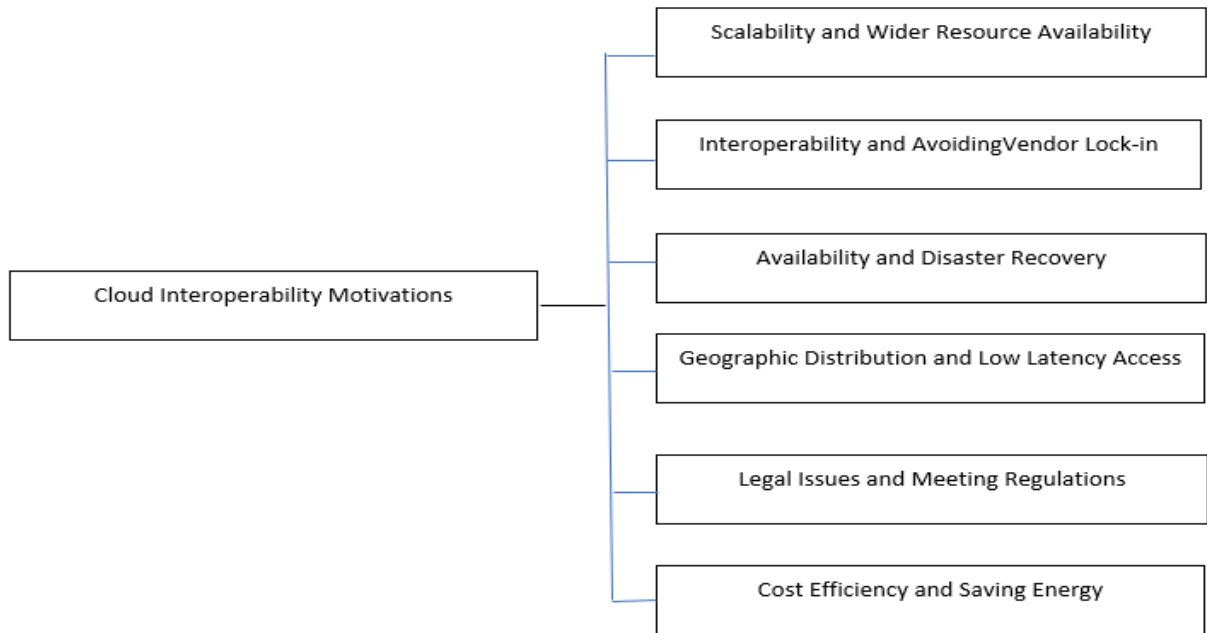 Scalability and Wider Resource Availability
Interoperability and AvoidingVendor Lock-in
Availability and Disaster Recovery
Cloud Interoperability Motivations
Geographic Distribution and Low Latency Access
Legal Issues and Meeting Regulations
Cost Efficiency and Saving Energy